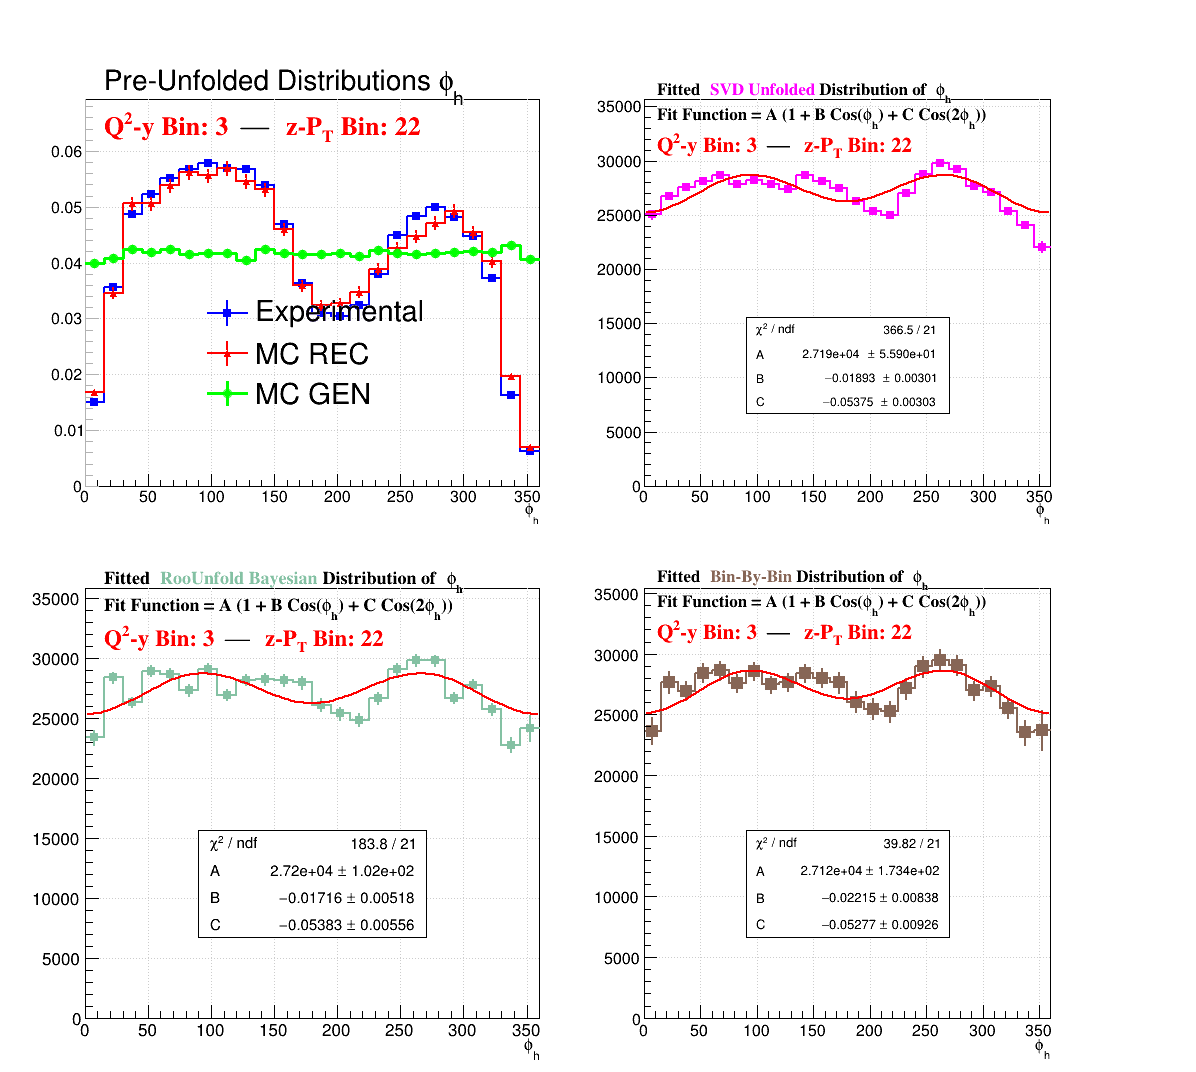 Pre-Unfolded Distributions ϕh
Q²-y Bin: 3 — z-PT Bin: 22
0.06
0.05
0.04
0.03
0.02
0.01
0
Experimental
MC REC
MC GEN
0 50 100 150 200 250 300 350
ϕh
Fitted SVD Unfolded Distribution of ϕh
Fit Function = A (1 + B Cos(ϕh) + C Cos(2ϕh))
Q²-y Bin: 3 — z-PT Bin: 22
35000
30000
25000
20000
15000
10000
5000
0
χ² / ndf 366.5 / 21
A 2.719e+04 ± 5.590e+01
B −0.01893 ± 0.00301
C −0.05375 ± 0.00303
0 50 100 150 200 250 300 350
ϕh
Fitted RooUnfold Bayesian Distribution of ϕh
Fit Function = A (1 + B Cos(ϕh) + C Cos(2ϕh))
Q²-y Bin: 3 — z-PT Bin: 22
35000
30000
25000
20000
15000
10000
5000
0
χ² / ndf 183.8 / 21
A 2.72e+04 ± 1.02e+02
B −0.01716 ± 0.00518
C −0.05383 ± 0.00556
0 50 100 150 200 250 300 350
ϕh
Fitted Bin-By-Bin Distribution of ϕh
Fit Function = A (1 + B Cos(ϕh) + C Cos(2ϕh))
Q²-y Bin: 3 — z-PT Bin: 22
35000
30000
25000
20000
15000
10000
5000
0
χ² / ndf 39.82 / 21
A 2.712e+04 ± 1.734e+02
B −0.02215 ± 0.00838
C −0.05277 ± 0.00926
0 50 100 150 200 250 300 350
ϕh